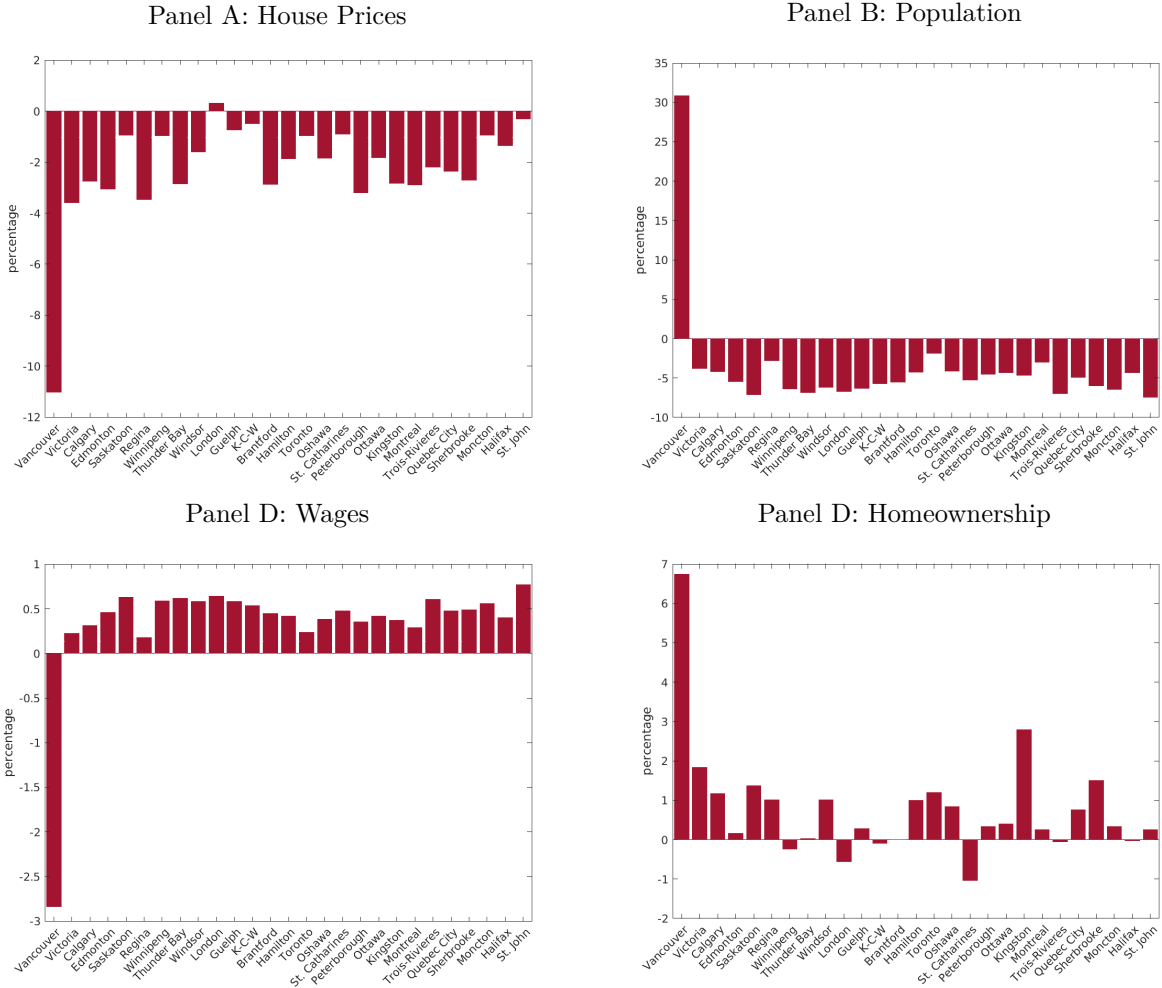 Panel A: House Prices
2
0
-2
-4
-6
-8
-10
-12
percentage
Vancouver
Victoria
Calgary
Edmonton
Saskatoon
Regina
Winnipeng
Thunder Bay
Windsor
London
Guelph
K-C-W
Brantford
Hamilton
Toronto
Oshawa
St. Catharines
Peterborough
Ottawa
Kingston
Montreal
Trois-Rivieres
Quebec City
Sherbrooke
Moncton
Halifax
St. John
Panel B: Population
35
30
25
20
15
10
5
0
-5
-10
percentage
Vancouver
Victoria
Calgary
Edmonton
Saskatoon
Regina
Winnipeng
Thunder Bay
Windsor
London
Guelph
K-C-W
Brantford
Hamilton
Toronto
Oshawa
St. Catharines
Peterborough
Ottawa
Kingston
Montreal
Trois-Rivieres
Quebec City
Sherbrooke
Moncton
Halifax
St. John
Panel D: Wages
1
0.5
0
-0.5
-1
-1.5
-2
-2.5
-3
percentage
Vancouver
Victoria
Calgary
Edmonton
Saskatoon
Regina
Winnipeng
Thunder Bay
Windsor
London
Guelph
K-C-W
Brantford
Hamilton
Toronto
Oshawa
St. Catharines
Peterborough
Ottawa
Kingston
Montreal
Trois-Rivieres
Quebec City
Sherbrooke
Moncton
Halifax
St. John
Panel D: Homeownership
7
6
5
4
3
2
1
0
-1
-2
percentage
Vancouver
Victoria
Calgary
Edmonton
Saskatoon
Regina
Winnipeng
Thunder Bay
Windsor
London
Guelph
K-C-W
Brantford
Hamilton
Toronto
Oshawa
St. Catharines
Peterborough
Ottawa
Kingston
Montreal
Trois-Rivieres
Quebec City
Sherbrooke
Moncton
Halifax
St. John